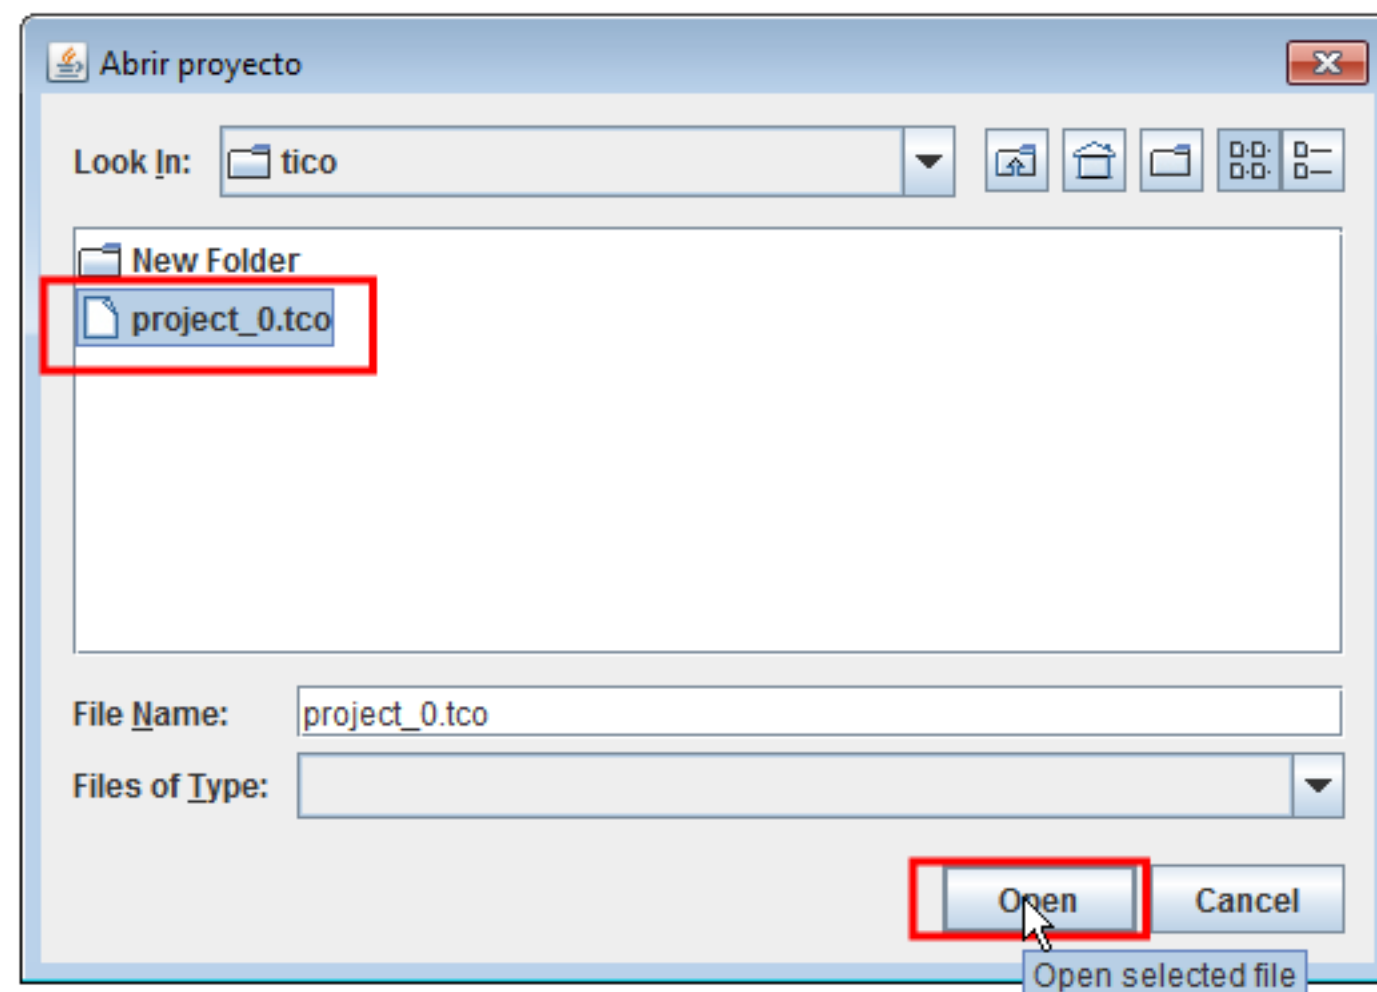 Abrir proyecto
Look In: tico
New Folder
project_0.tco
File Name: project_0.tco
Files of Type:
Open Cancel
Open selected file